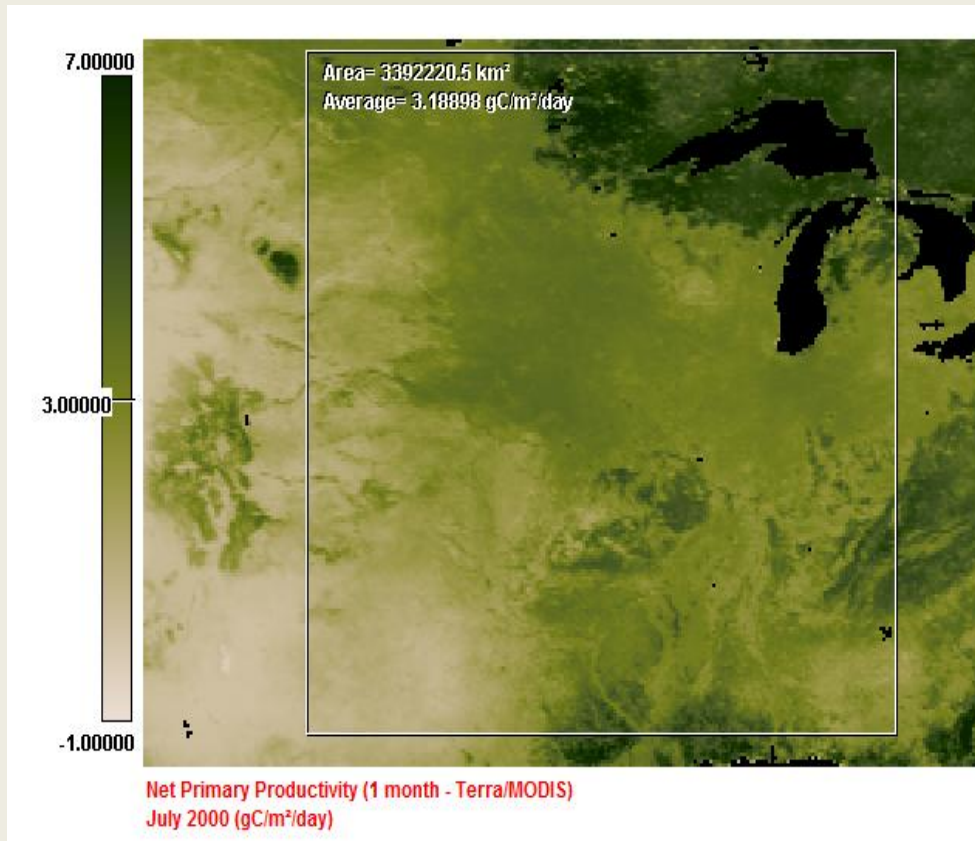 7.00000
3.00000
-1.00000
Area= 3392220.5 km²
Average= 3.18898 gC/m²/day
Net Primary Productivity (1 month - Terra/MODIS)
July 2000 (gC/m²/day)